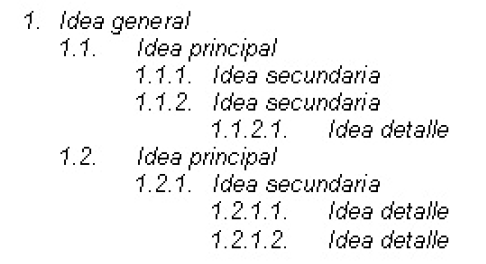 1. Idea general
1.1. Idea principal
1.1.1. Idea secundaria
1.1.2. Idea secundaria
1.1.2.1. Idea detalle
1.2. Idea principal
1.2.1. Idea secundaria
1.2.1.1. Idea detalle
1.2.1.2. Idea detalle